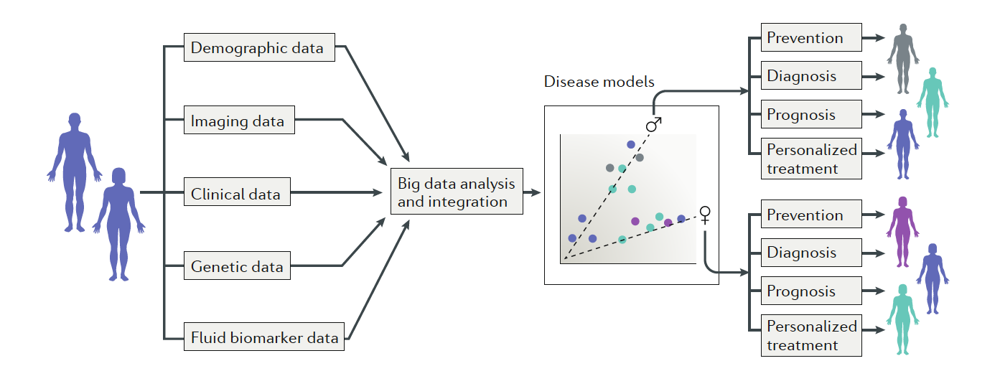 Demographic data
Imaging data
Clinical data
Genetic data
Fluid biomarker data
Big data analysis
and integration
Disease models
♂
♀
Prevention
Diagnosis
Prognosis
Personalized
treatment
Prevention
Diagnosis
Prognosis
Personalized
treatment